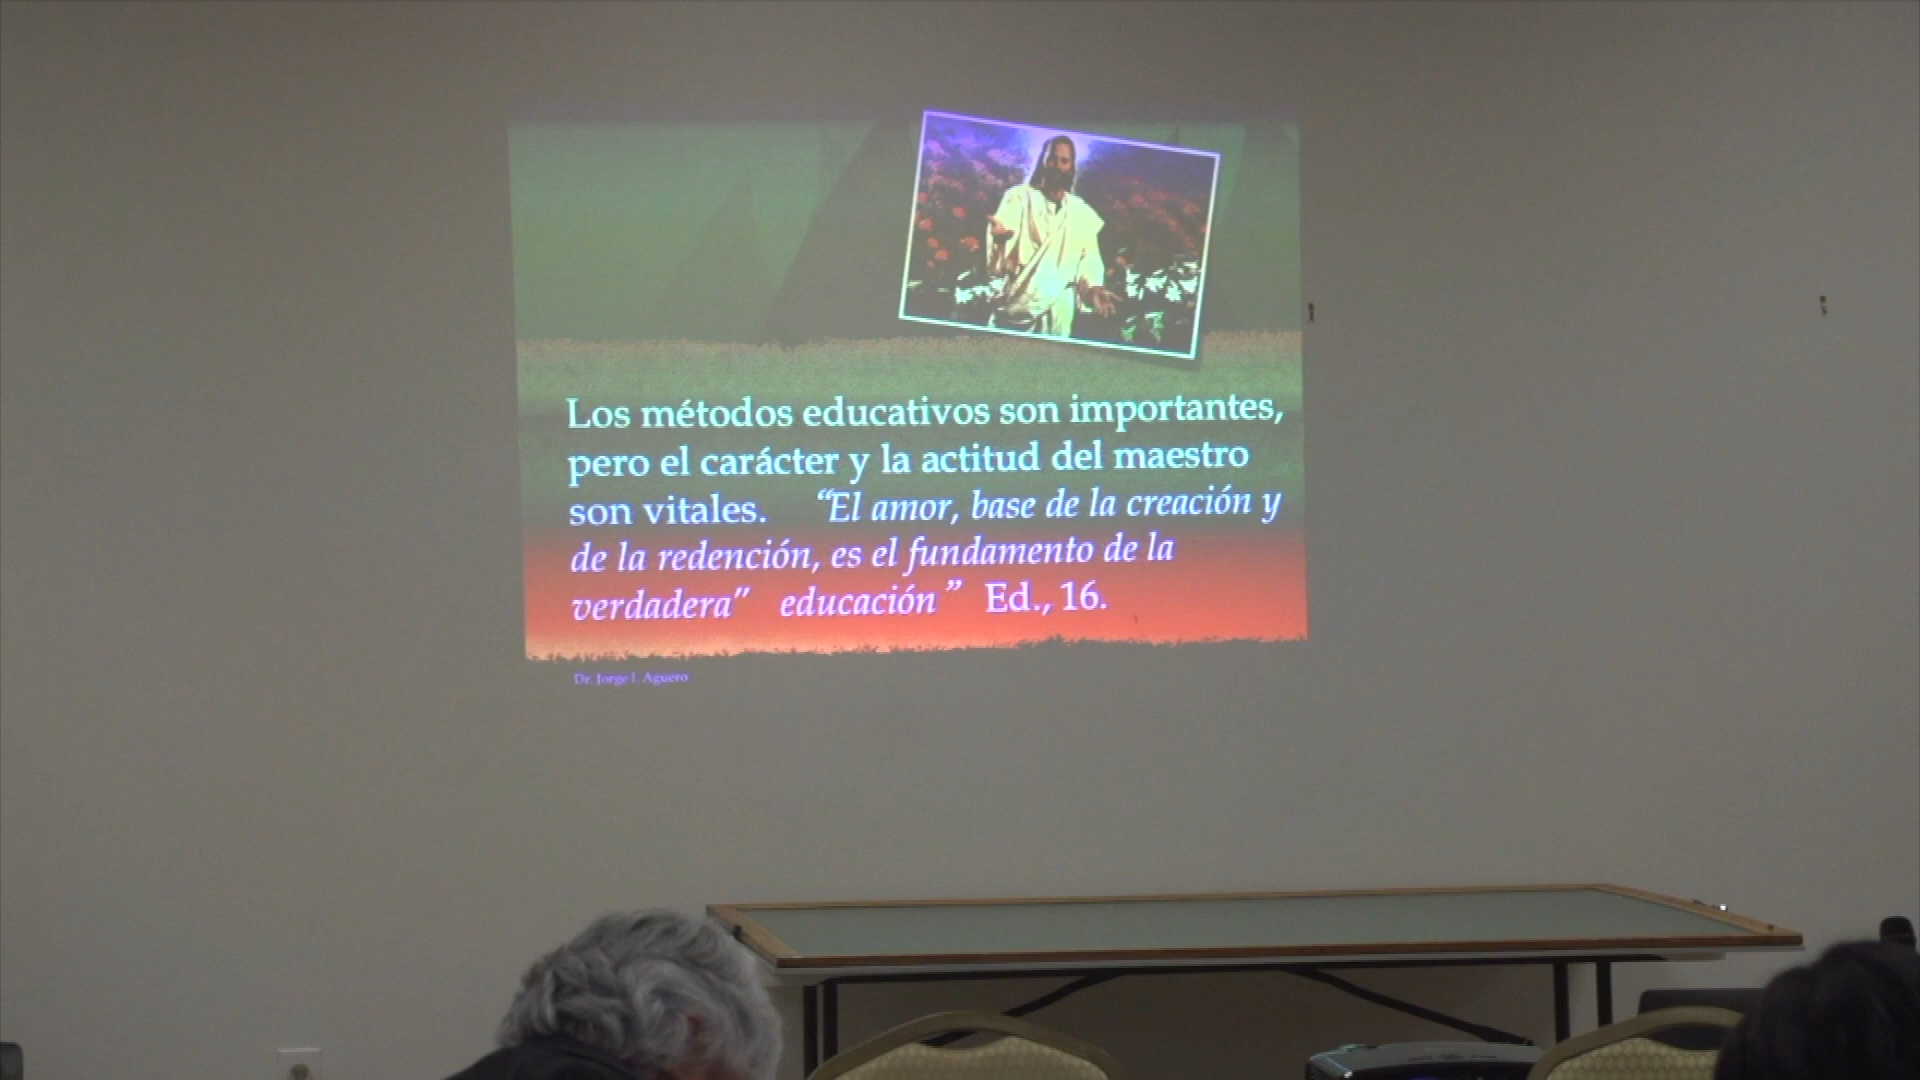 Los métodos educativos son importantes,
pero el carácter y la actitud del maestro
son vitales. “El amor, base de la creación y
de la redención, es el fundamento de la
verdadera” educación” Ed., 16.
Dr. Jorge I. Aguero